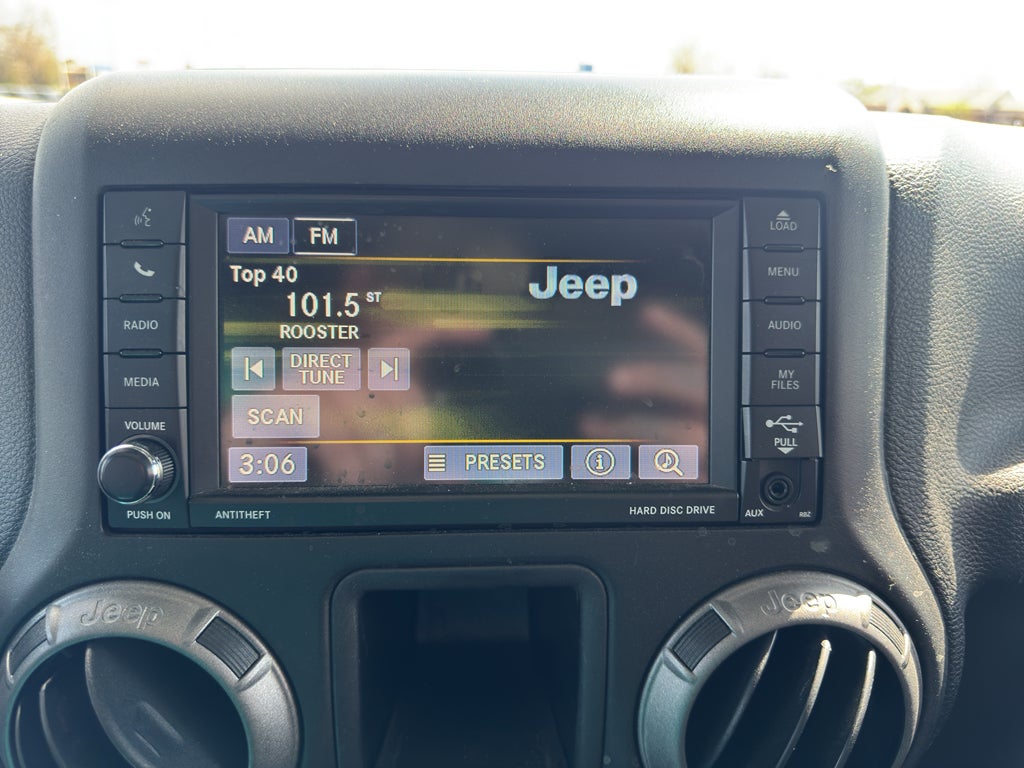 AM FM
Top 40
101.5 ST
ROOSTER
DIRECT
TUNE
SCAN
3:06
PRESETS
Jeep
RADIO
MEDIA
VOLUME
PUSH ON
ANTITHEFT
HARD DISC DRIVE
LOAD
MENU
AUDIO
MY
FILES
PULL
AUX
RBZ
Jeep
Jeep